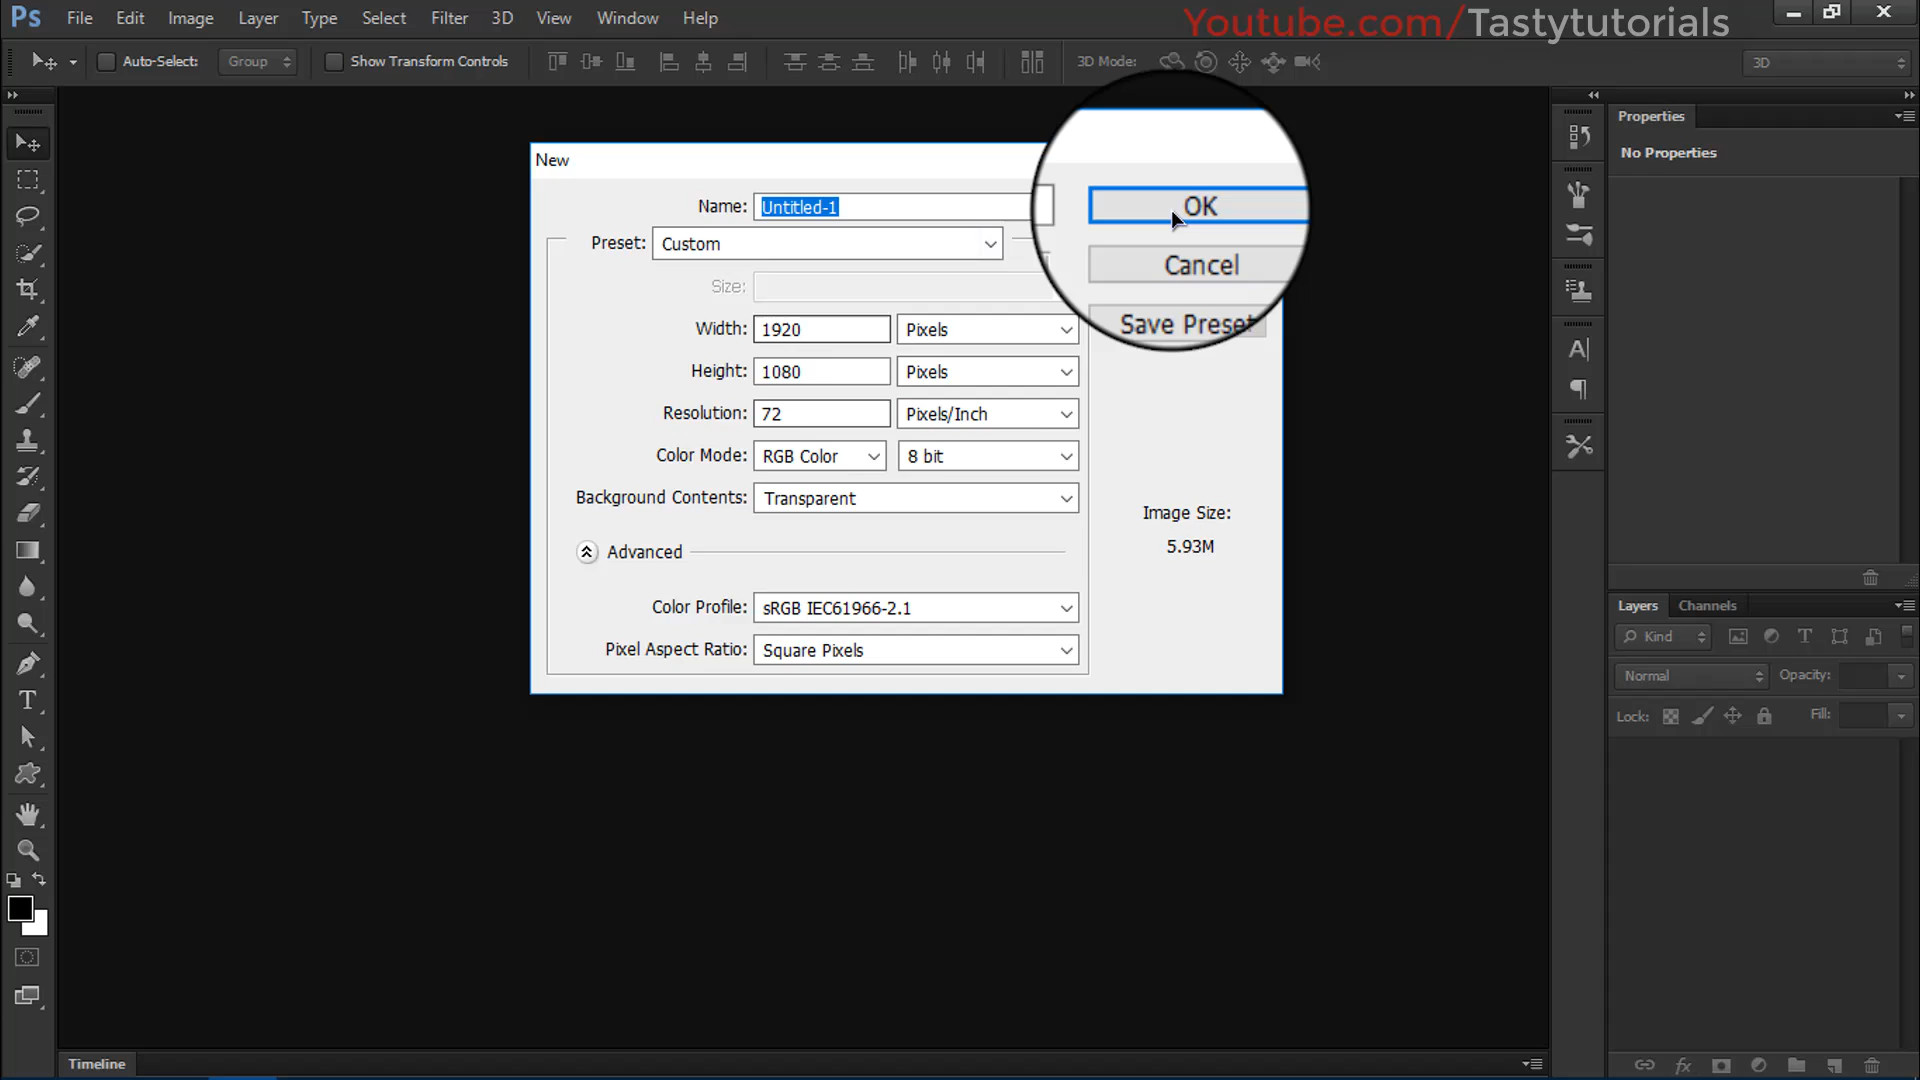 Ps File Edit Image Layer Type Select Filter 3D View Window Help
Youtube.com/Tastytutorials
Auto-Select: Group Show Transform Controls 3D Mode: 3D
Properties
No Properties
New
Name: Untitled-1
Preset: Custom
Size:
Width: 1920 Pixels
Height: 1080 Pixels
Resolution: 72 Pixels/Inch
Color Mode: RGB Color 8 bit
Background Contents: Transparent
Advanced
Color Profile: sRGB IEC61966-2.1
Pixel Aspect Ratio: Square Pixels
OK
Cancel
Save Preset
Image Size:
5.93M
Layers Channels
Kind
Normal Opacity:
Lock: Fill:
Timeline